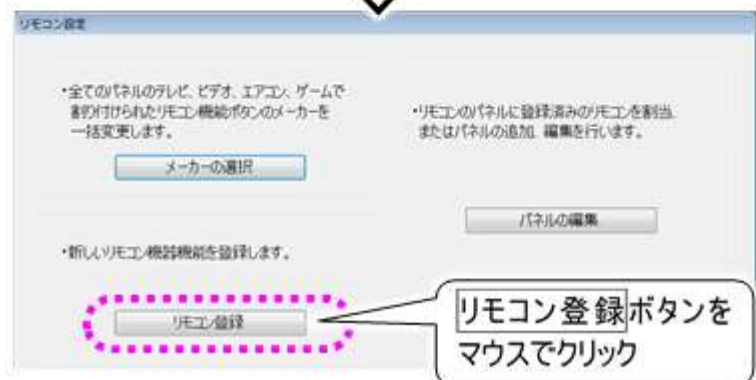 リモコン設定
・全てのパネルのテレビ、ビデオ、エアコン、ゲームで
割り付けられたリモコン機能ボタンのメーカーを
一括変更します。
メーカーの選択
・リモコンのパネルに登録済みのリモコンを割当、
またはパネルの追加、編集を行います。
パネルの編集
・新しいリモコン機器機能を登録します。
リモコン登録
リモコン登録ボタンを
マウスでクリック